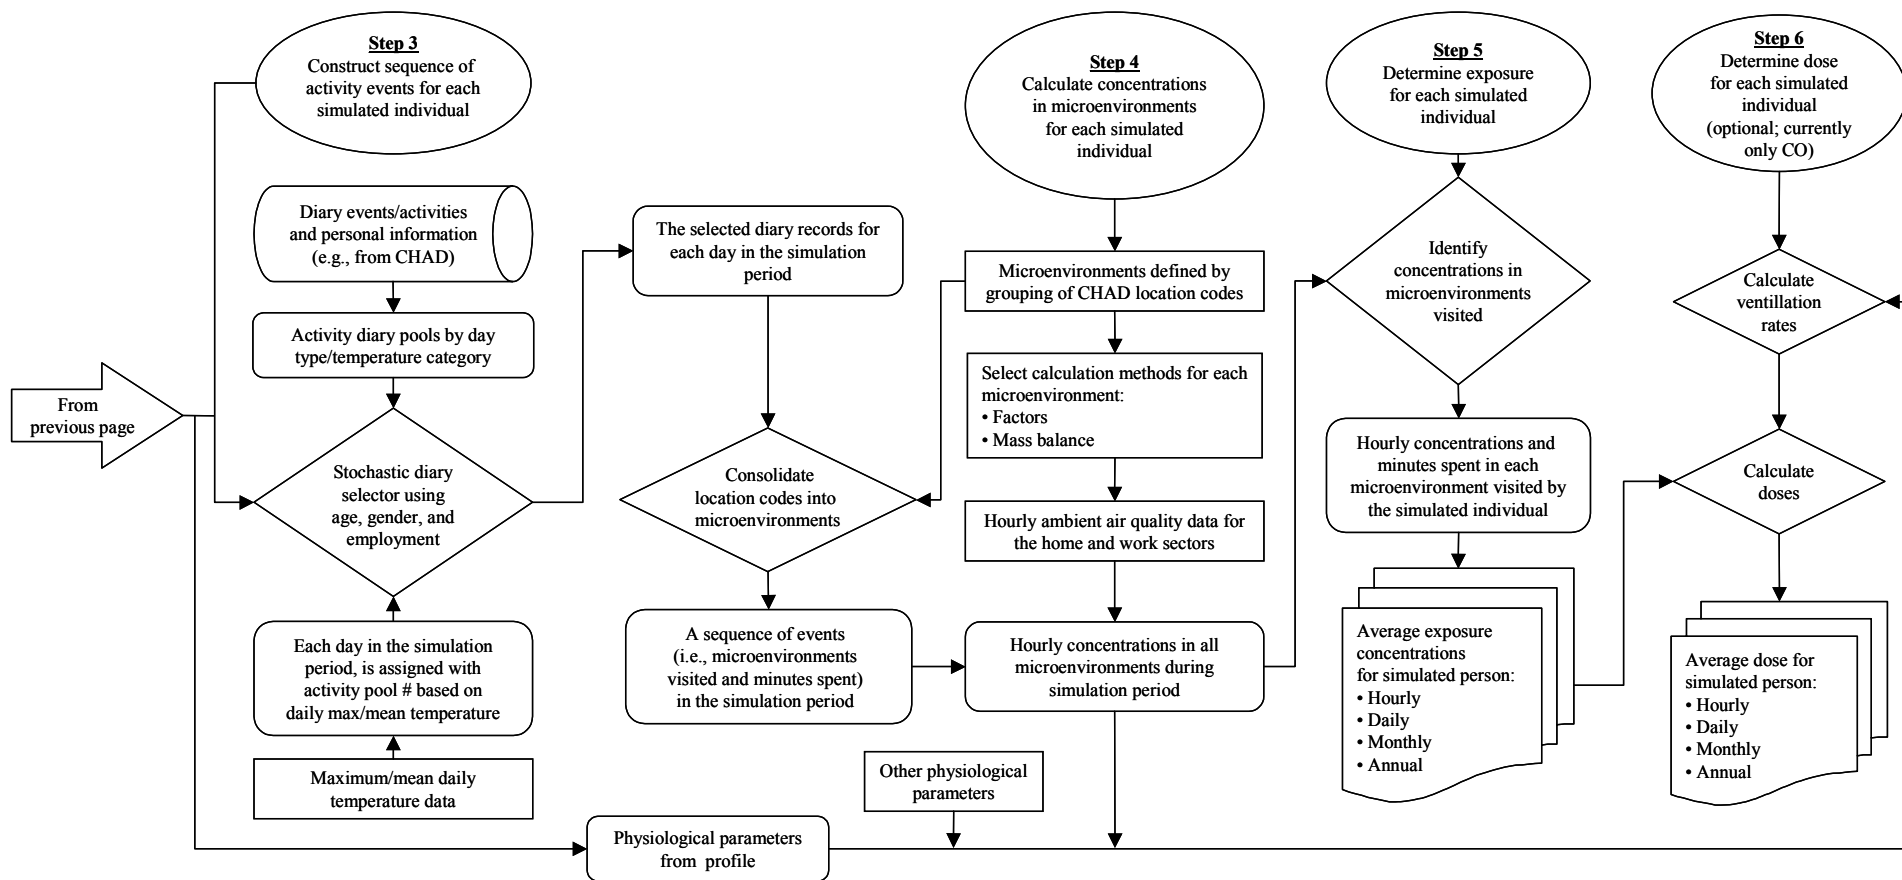 Step 3
Construct sequence of
activity events for each
simulated individual
Diary events/activities
and personal information
(e.g., from CHAD)
Activity diary pools by day
type/temperature category
From
previous page
Stochastic diary
selector using
age, gender, and
employment
Each day in the simulation
period, is assigned with
activity pool # based on
daily max/mean temperature
Maximum/mean daily
temperature data
Physiological parameters
from profile
The selected diary records for
each day in the simulation
period
Consolidate
location codes into
microenvironments
A sequence of events
(i.e., microenvironments
visited and minutes spent)
in the simulation period
Other physiological
parameters
Step 4
Calculate concentrations
in microenvironments
for each simulated
individual
Microenvironments defined by
grouping of CHAD location codes
Select calculation methods for each
microenvironment:
• Factors
• Mass balance
Hourly ambient air quality data for
the home and work sectors
Hourly concentrations in all
microenvironments during
simulation period
Step 5
Determine exposure
for each simulated
individual
Identify
concentrations in
microenvironments
visited
Hourly concentrations and
minutes spent in each
microenvironment visited by
the simulated individual
Average exposure
concentrations
for simulated person:
• Hourly
• Daily
• Monthly
• Annual
Step 6
Determine dose
for each simulated
individual
(optional; currently
only CO)
Calculate
ventillation
rates
Calculate
doses
Average dose for
simulated person:
• Hourly
• Daily
• Monthly
• Annual